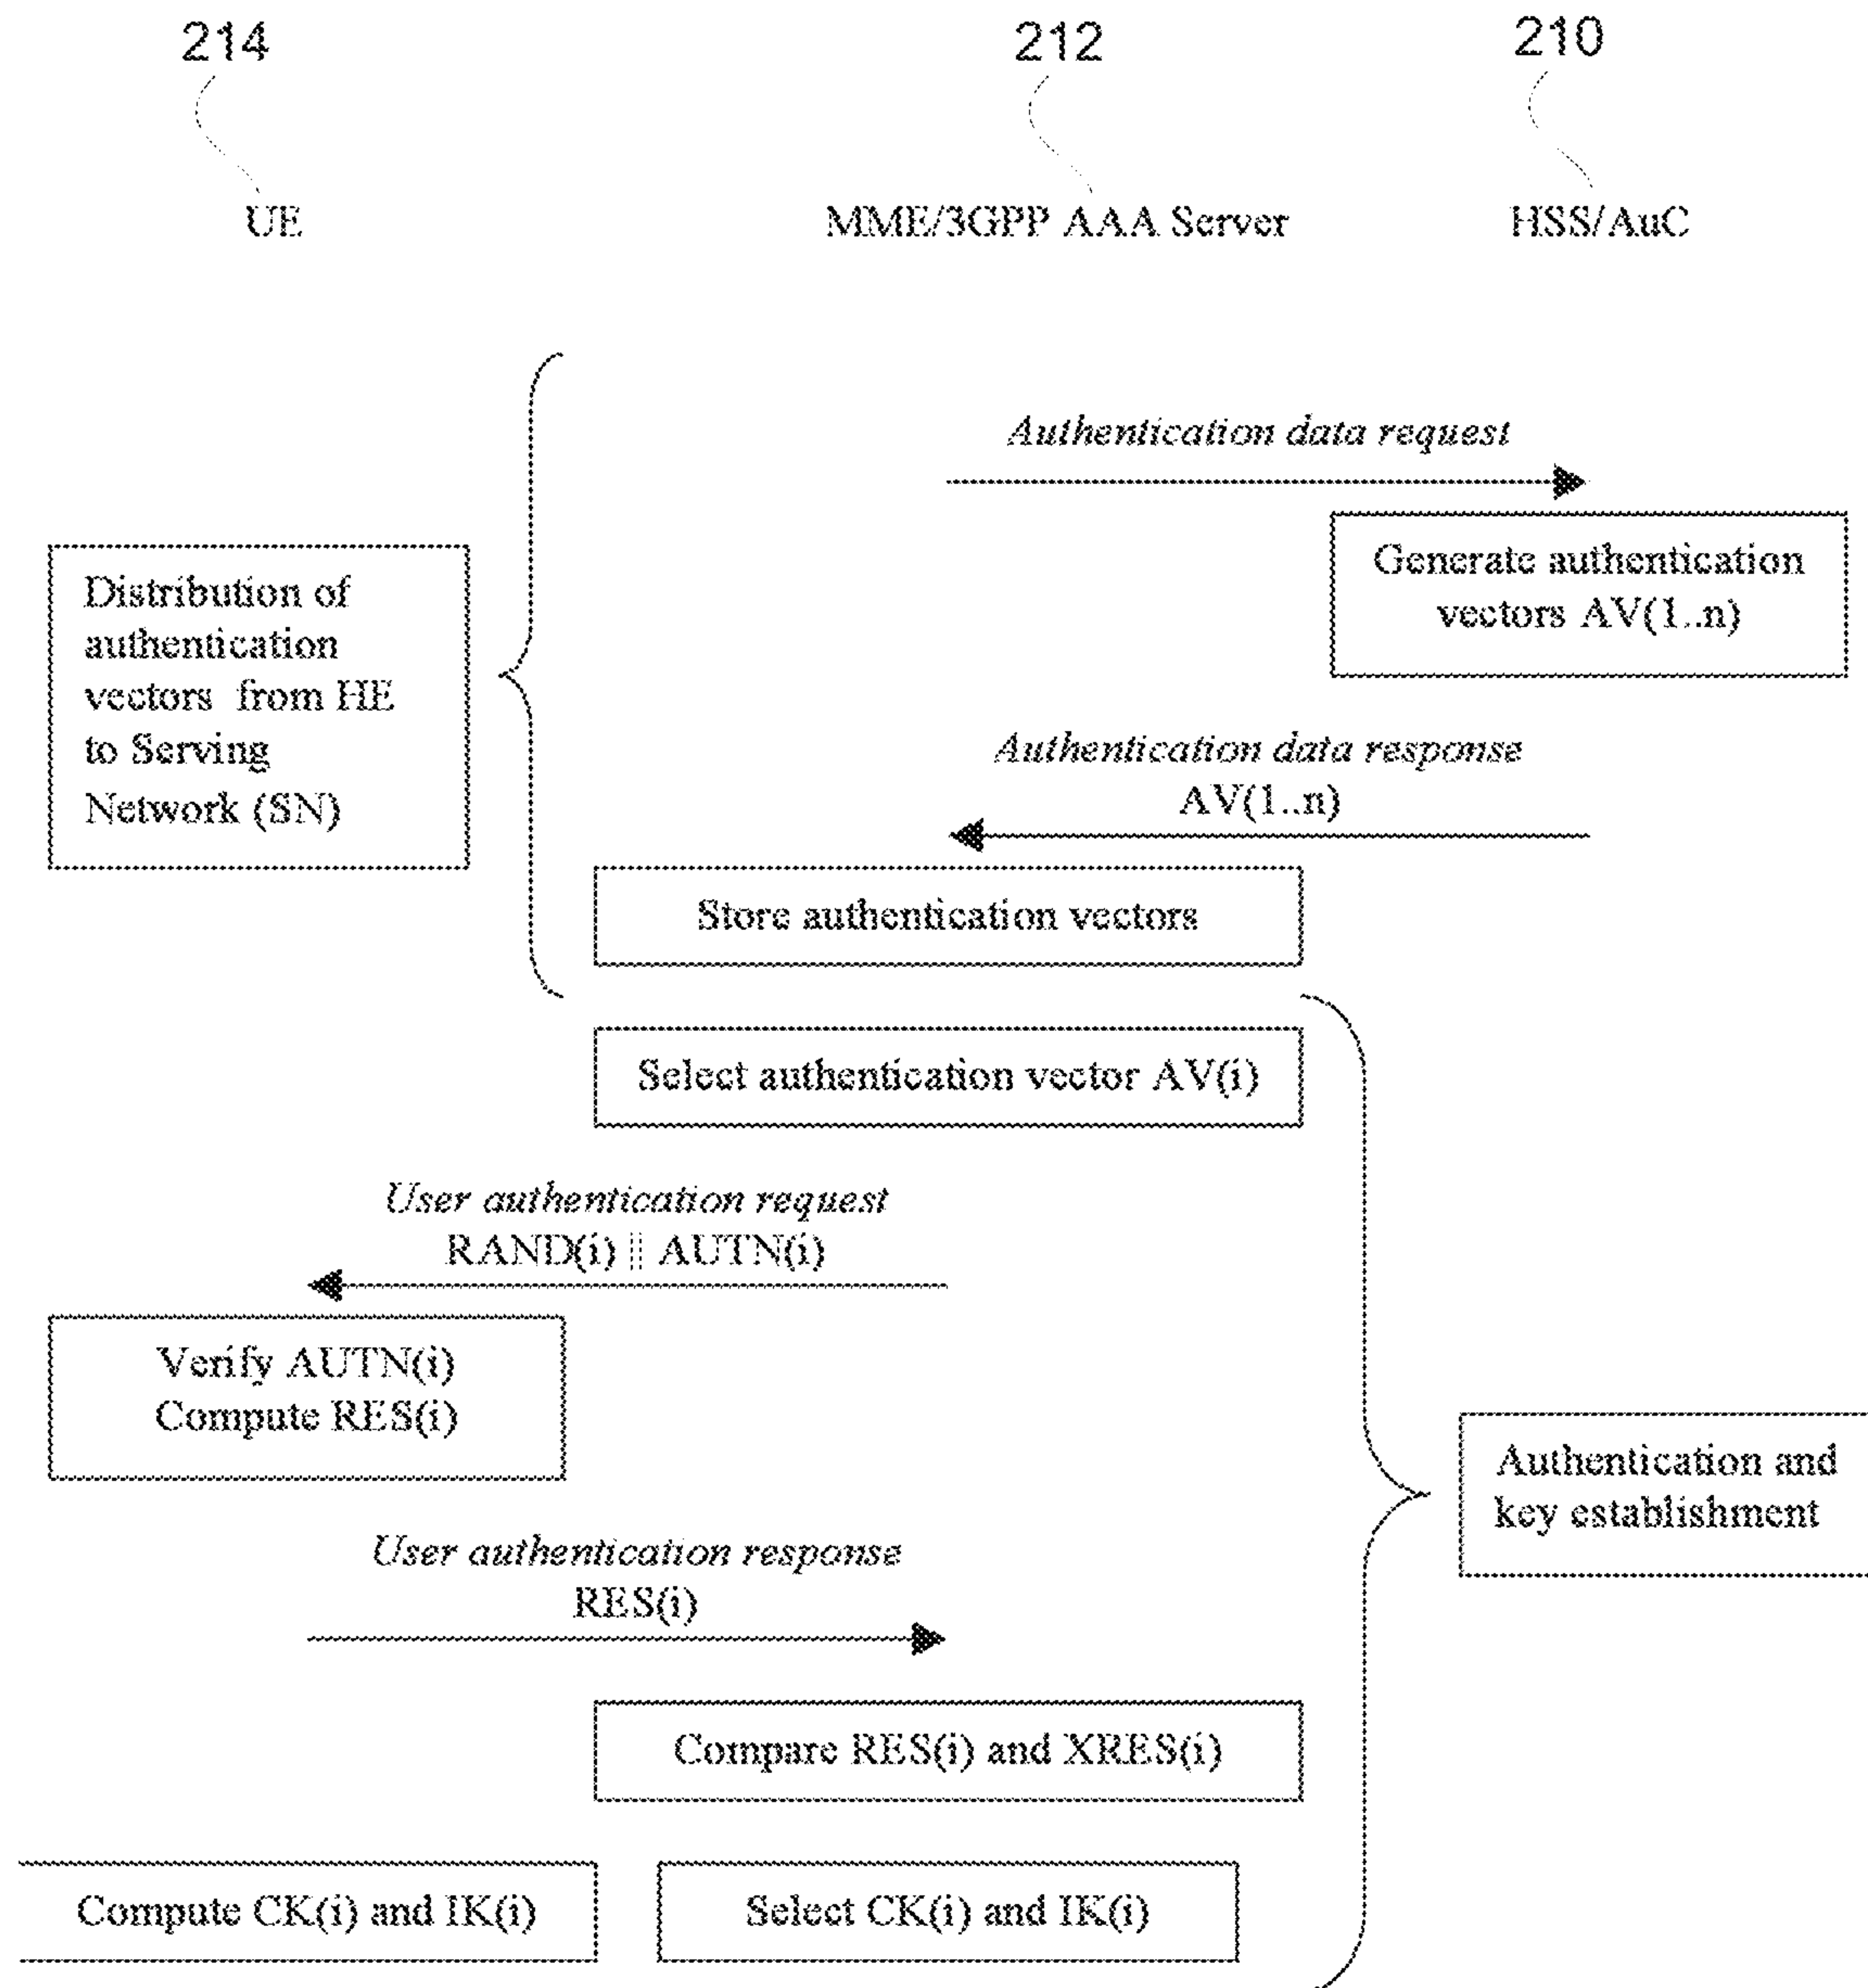 214
212
210
UE
MME/3GPP AAA Server
HSS/AuC
Authentication data request
Generate authentication
vectors AV(1..n)
Distribution of
authentication
vectors from HE
to Serving
Network (SN)
Authentication data response
AV(1..n)
Store authentication vectors
Select authentication vector AV(i)
User authentication request
RAND(i) || AUTN(i)
Verify AUTN(i)
Compute RES(i)
Authentication and
key establishment
User authentication response
RES(i)
Compare RES(i) and XRES(i)
Compute CK(i) and IK(i)
Select CK(i) and IK(i)